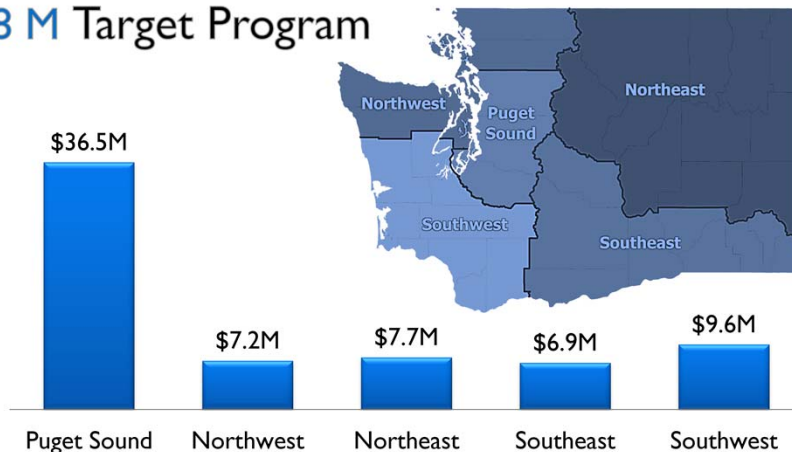 8 M Target Program
Northwest
Puget
Sound
Northeast
Southwest
Southeast
$36.5M
$7.2M
$7.7M
$6.9M
$9.6M
Puget Sound
Northwest
Northeast
Southeast
Southwest